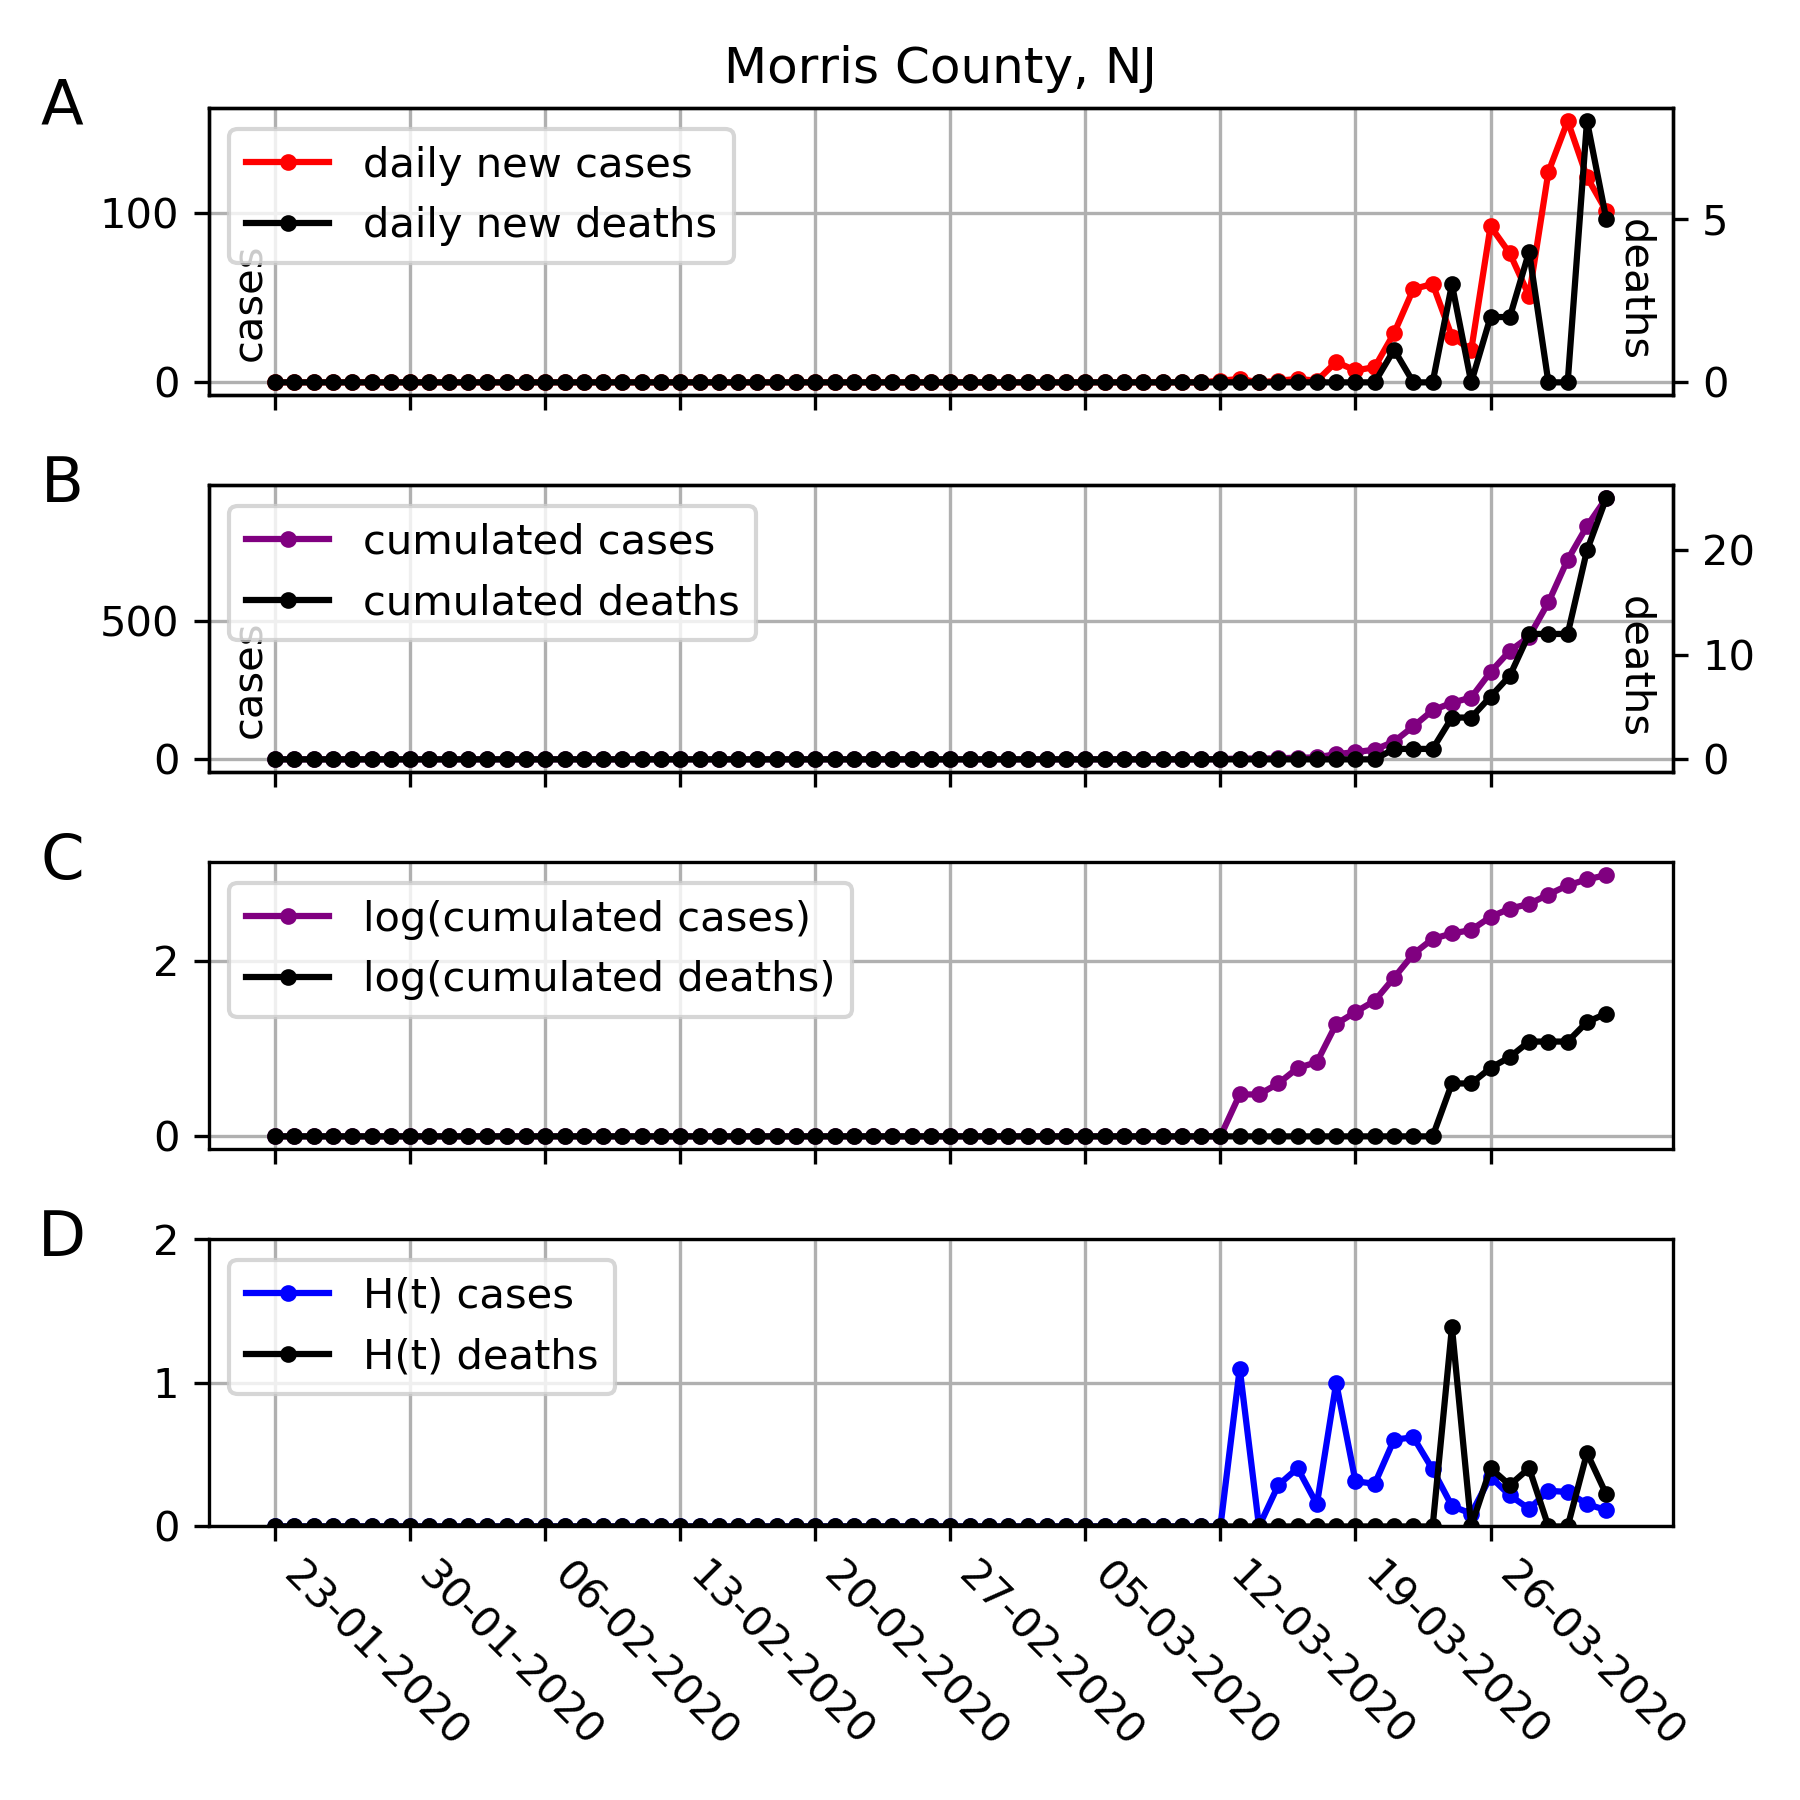 Morris County, NJ
A
daily new cases
daily new deaths
100
0
cases
5
0
deaths
B
cumulated cases
cumulated deaths
500
0
cases
20
10
0
deaths
C
log(cumulated cases)
log(cumulated deaths)
2
0
D
H(t) cases
H(t) deaths
2
1
0
23-01-2020
30-01-2020
06-02-2020
13-02-2020
20-02-2020
27-02-2020
05-03-2020
12-03-2020
19-03-2020
26-03-2020